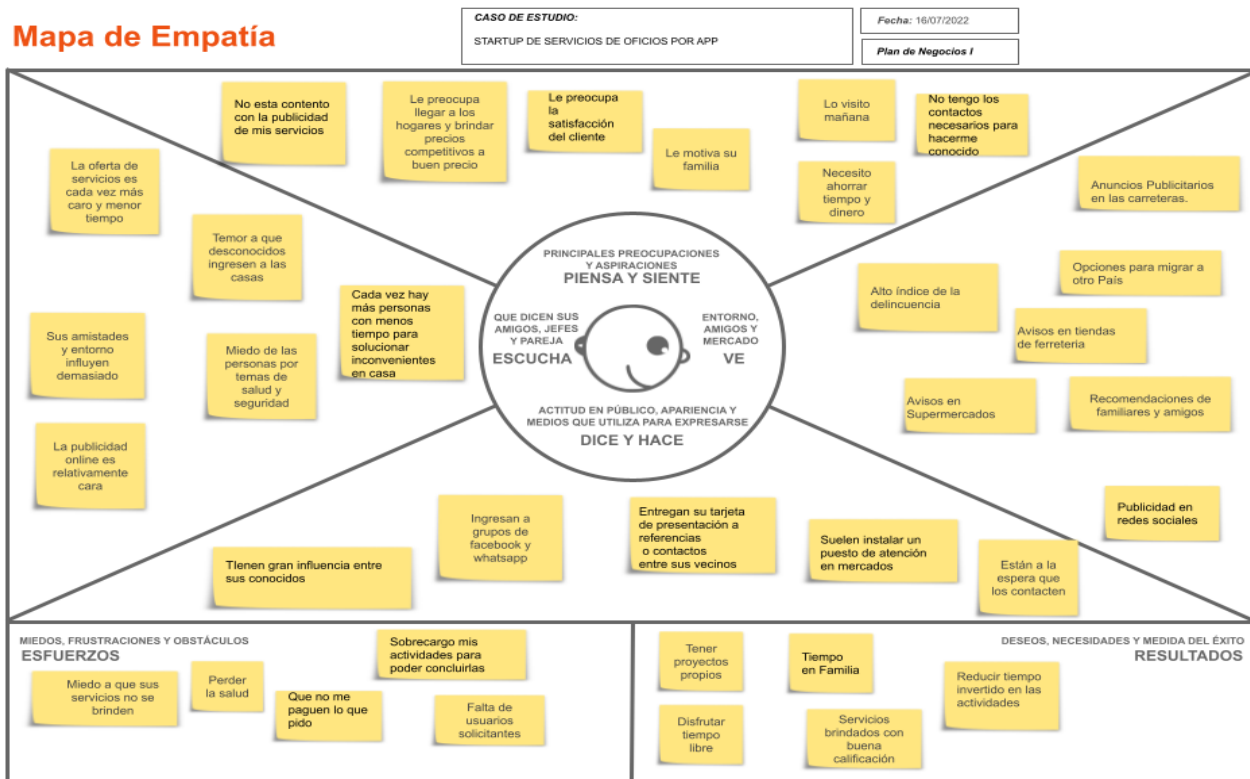 Mapa de Empatía
CASO DE ESTUDIO:
STARTUP DE SERVICIOS DE OFICIOS POR APP
Fecha: 16/07/2022
Plan de Negocios I
No esta contento
con la publicidad
de mis servicios
Le preocupa
llegar a los
hogares y brindar
precios
competitivos a
buen precio
Le preocupa
la
satisfacción
del cliente
Le motiva su
familia
Lo visito
mañana
No tengo los
contactos
necesarios para
hacerme
conocido
Necesito
ahorrar
tiempo y
dinero
La oferta de
servicios es
cada vez más
caro y menor
tiempo
Temor a que
desconocidos
ingresen a las
casas
Cada vez hay
más personas
con menos
tiempo para
solucionar
inconvenientes
en casa
Sus amistades
y entorno
influyen
demasiado
Miedo de las
personas por
temas de
salud y
seguridad
La publicidad
online es
relativamente
cara
PRINCIPALES PREOCUPACIONES
Y ASPIRACIONES
PIENSA Y SIENTE
QUE DICEN SUS
AMIGOS, JEFES
Y PAREJA
ESCUCHA
ENTORNO,
AMIGOS Y
MERCADO
VE
ACTITUD EN PÚBLICO, APARIENCIA Y
MEDIOS QUE UTILIZA PARA EXPRESARSE
DICE Y HACE
Anuncios Publicitarios
en las carreteras.
Opciones para migrar a
otro País
Alto índice de la
delincuencia
Avisos en tiendas
de ferreteria
Avisos en
Supermercados
Recomendaciones de
familiares y amigos
Publicidad en
redes sociales
TIenen gran influencia entre
sus conocidos
Ingresan a
grupos de
facebook y
whatsapp
Entregan su tarjeta
de presentación a
referencias
o contactos
entre sus vecinos
Suelen instalar un
puesto de atención
en mercados
Están a la
espera que
los contacten
MIEDOS, FRUSTRACIONES Y OBSTÁCULOS
ESFUERZOS
Miedo a que sus
servicios no se
brinden
Perder
la salud
Sobrecargo mis
actividades para
poder concluirlas
Que no me
paguen lo que
pido
Falta de
usuarios
solicitantes
DESEOS, NECESIDADES Y MEDIDA DEL ÉXITO
RESULTADOS
Tener
proyectos
propios
Tiempo
en Familia
Reducir tiempo
invertido en las
actividades
Disfrutar
tiempo
libre
Servicios
brindados con
buena
calificación